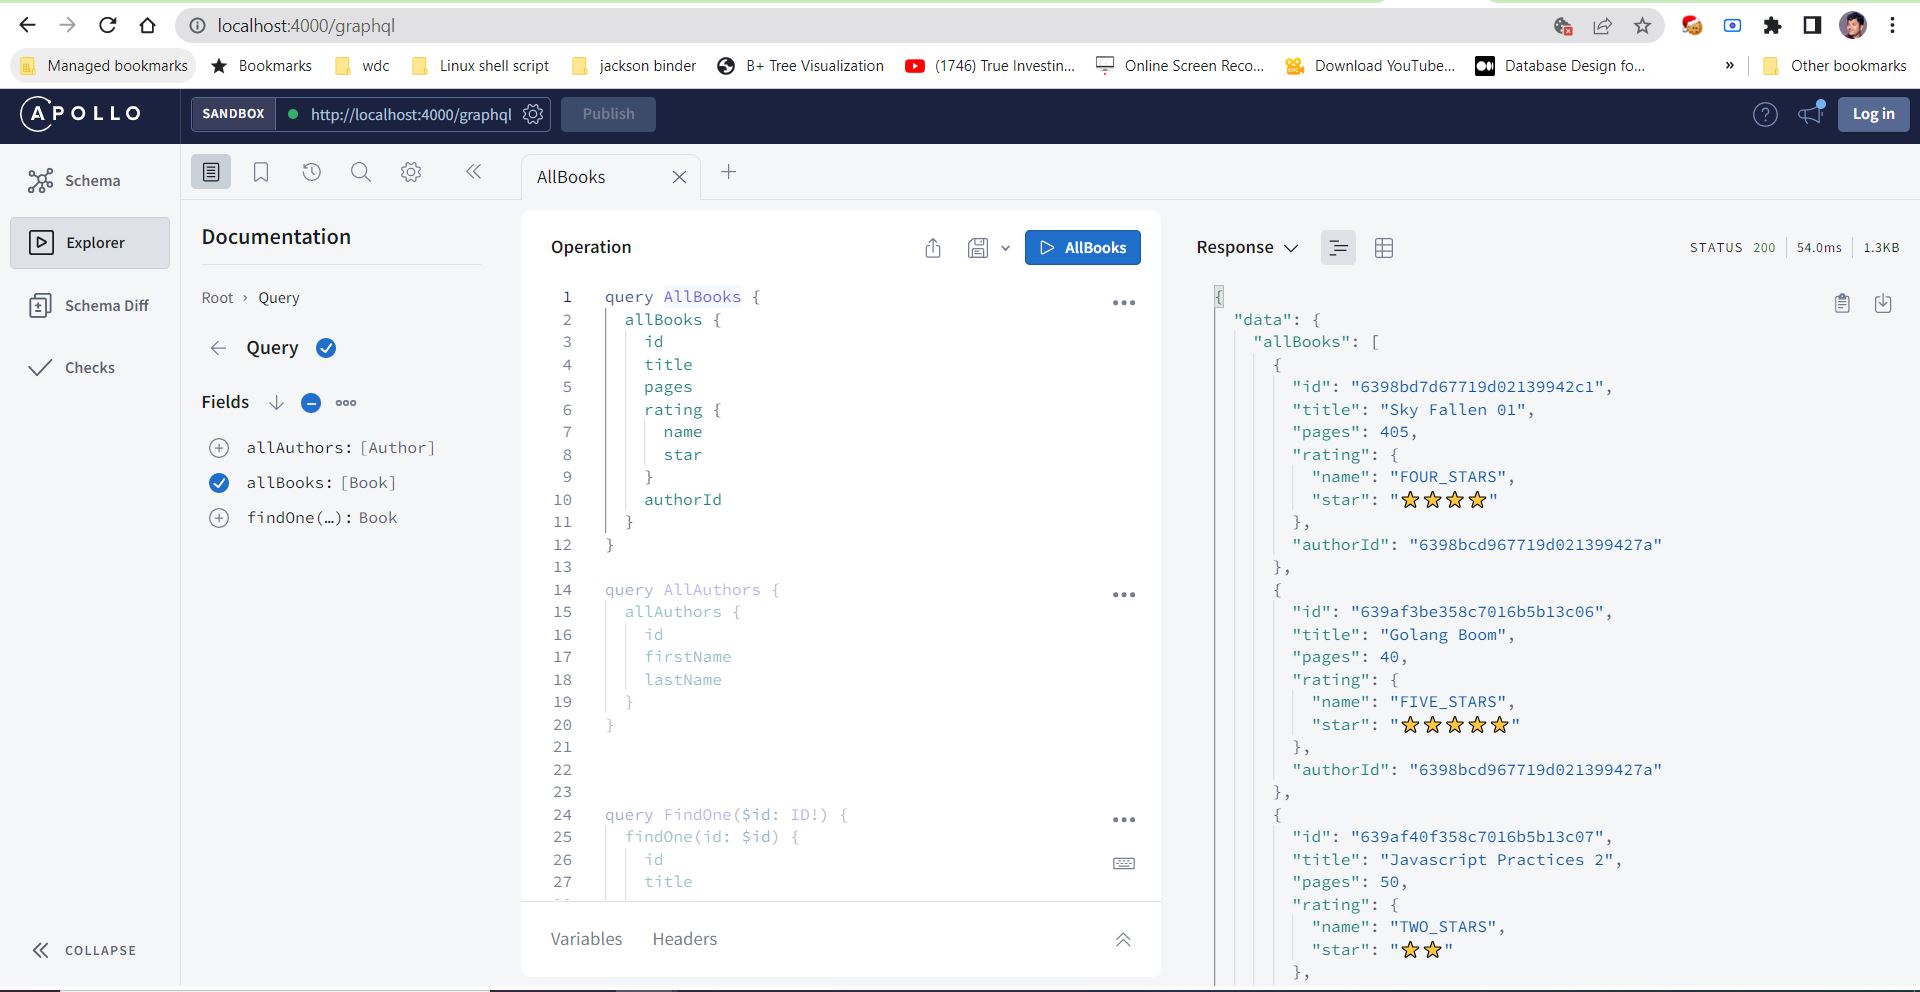 localhost:4000/graphql
Managed bookmarks
Bookmarks
wdc
Linux shell script
jackson binder
B+ Tree Visualization
(1746) True Investin...
Online Screen Reco...
Download YouTube...
Database Design fo...
»
Other bookmarks
APOLLO
SANDBOX
http://localhost:4000/graphql
Publish
Log in
Schema
Explorer
Schema Diff
Checks
COLLAPSE
Documentation
Root › Query
Query
Fields
allAuthors: [Author]
allBooks: [Book]
findOne(…): Book
AllBooks
Operation
AllBooks
1 query AllBooks {
2 allBooks {
3 id
4 title
5 pages
6 rating {
7 name
8 star
9 }
10 authorId
11 }
12 }
13
14 query AllAuthors {
15 allAuthors {
16 id
17 firstName
18 lastName
19 }
20 }
21
22
23
24 query FindOne($id: ID!) {
25 findOne(id: $id) {
26 id
27 title
Variables
Headers
Response
STATUS 200
54.0ms
1.3KB
{
"data": {
"allBooks": [
{
"id": "6398bd7d67719d02139942c1",
"title": "Sky Fallen 01",
"pages": 405,
"rating": {
"name": "FOUR_STARS",
"star": "⭐⭐⭐⭐"
},
"authorId": "6398bcd967719d021399427a"
},
{
"id": "639af3be358c7016b5b13c06",
"title": "Golang Boom",
"pages": 40,
"rating": {
"name": "FIVE_STARS",
"star": "⭐⭐⭐⭐⭐"
},
"authorId": "6398bcd967719d021399427a"
},
{
"id": "639af40f358c7016b5b13c07",
"title": "Javascript Practices 2",
"pages": 50,
"rating": {
"name": "TWO_STARS",
"star": "⭐⭐"
},